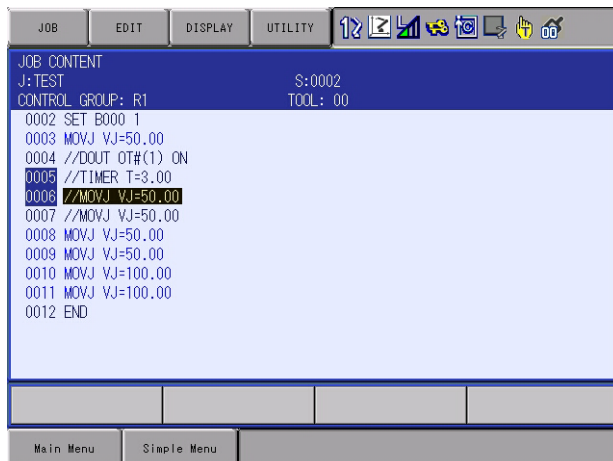 JOB EDIT DISPLAY UTILITY
JOB CONTENT
J:TEST S:0002
CONTROL GROUP: R1 TOOL: 00
0002 SET B000 1
0003 MOVJ VJ=50.00
0004 //DOUT OT#(1) ON
0005 //TIMER T=3.00
0006 //MOVJ VJ=50.00
0007 //MOVJ VJ=50.00
0008 MOVJ VJ=50.00
0009 MOVJ VJ=50.00
0010 MOVJ VJ=100.00
0011 MOVJ VJ=100.00
0012 END
Main Menu Simple Menu